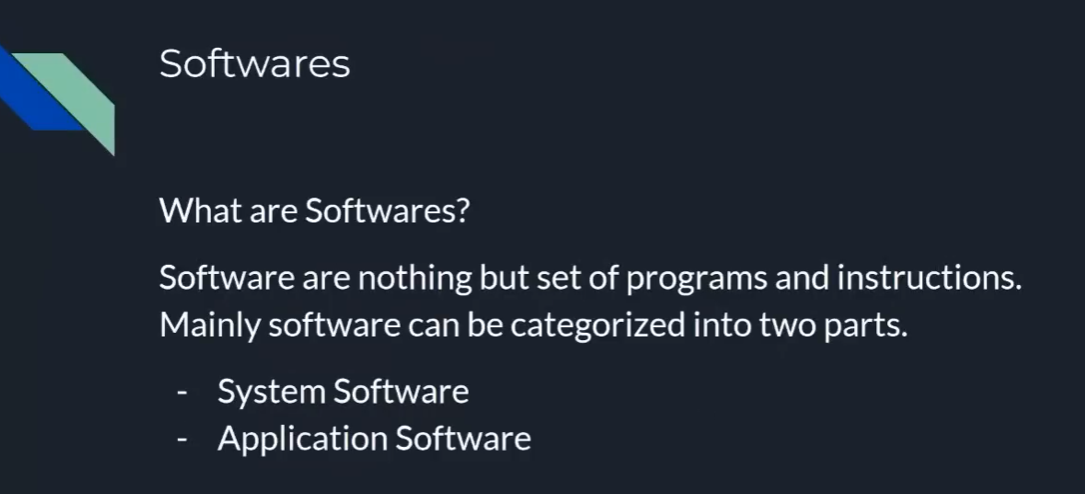 Softwares
What are Softwares?
Software are nothing but set of programs and instructions.
Mainly software can be categorized into two parts.
- System Software
- Application Software